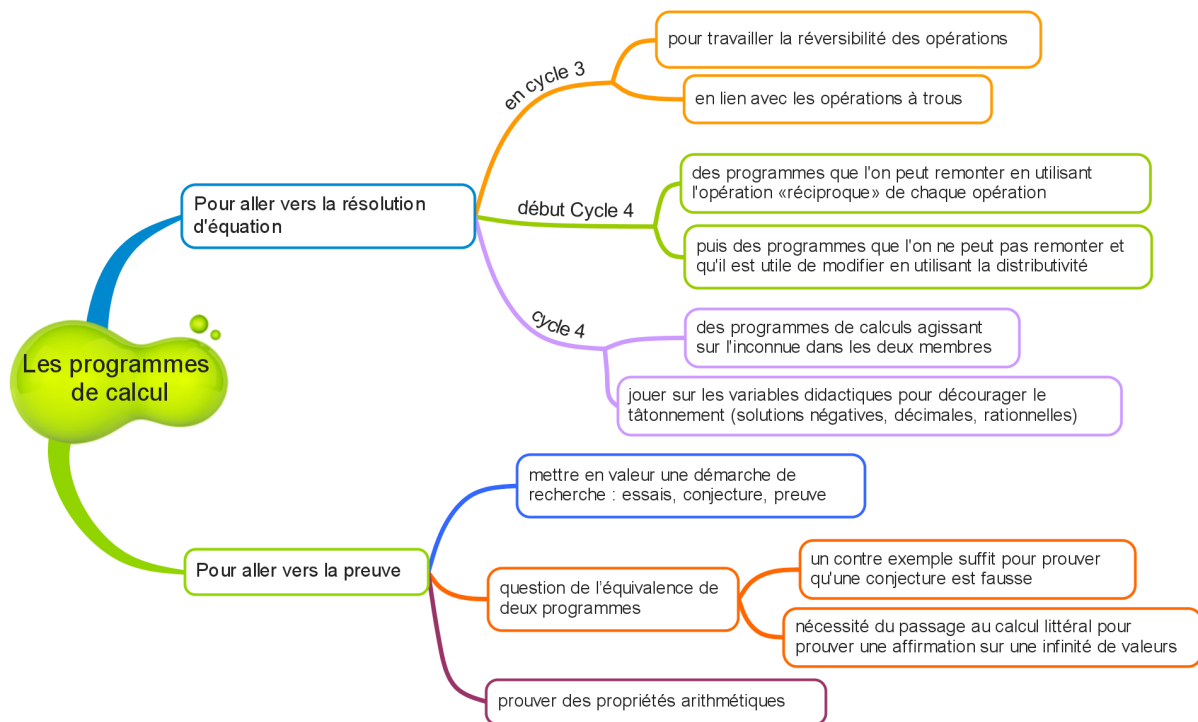 Les programmes
de calcul
Pour aller vers la résolution
d'équation
en cycle 3
pour travailler la réversibilité des opérations
en lien avec les opérations à trous
début Cycle 4
des programmes que l'on peut remonter en utilisant
l'opération «réciproque» de chaque opération
puis des programmes que l'on ne peut pas remonter et
qu'il est utile de modifier en utilisant la distributivité
cycle 4
des programmes de calculs agissant
sur l'inconnue dans les deux membres
jouer sur les variables didactiques pour décourager le
tâtonnement (solutions négatives, décimales, rationnelles)
Pour aller vers la preuve
mettre en valeur une démarche de
recherche : essais, conjecture, preuve
question de l’équivalence de
deux programmes
un contre exemple suffit pour prouver
qu'une conjecture est fausse
nécessité du passage au calcul littéral pour
prouver une affirmation sur une infinité de valeurs
prouver des propriétés arithmétiques